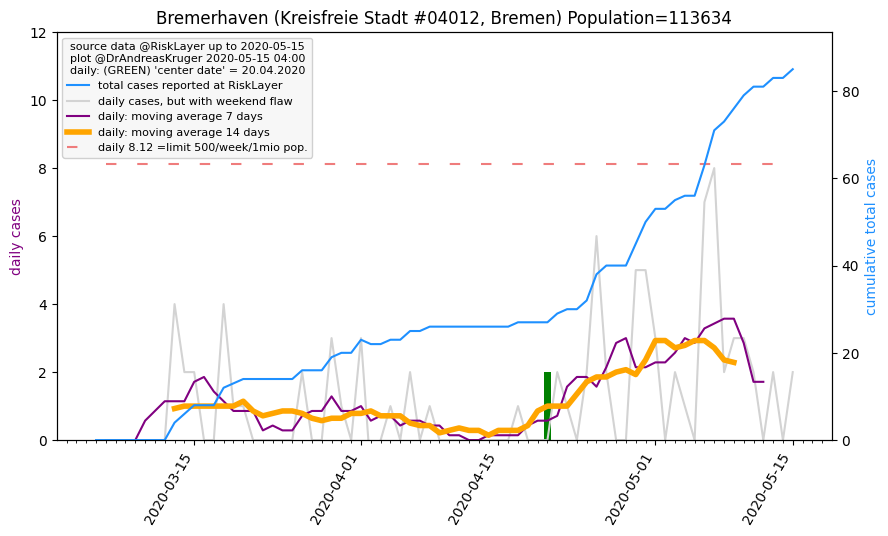 Bremerhaven (Kreisfreie Stadt #04012, Bremen) Population=113634
source data @RiskLayer up to 2020-05-15
plot @DrAndreasKruger 2020-05-15 04:00
daily: (GREEN) 'center date' = 20.04.2020
total cases reported at RiskLayer
daily cases, but with weekend flaw
daily: moving average 7 days
daily: moving average 14 days
daily 8.12 =limit 500/week/1mio pop.
daily cases
12
10
8
6
4
2
0
80
60
40
20
0
cumulative total cases
2020-03-15
2020-04-01
2020-04-15
2020-05-01
2020-05-15